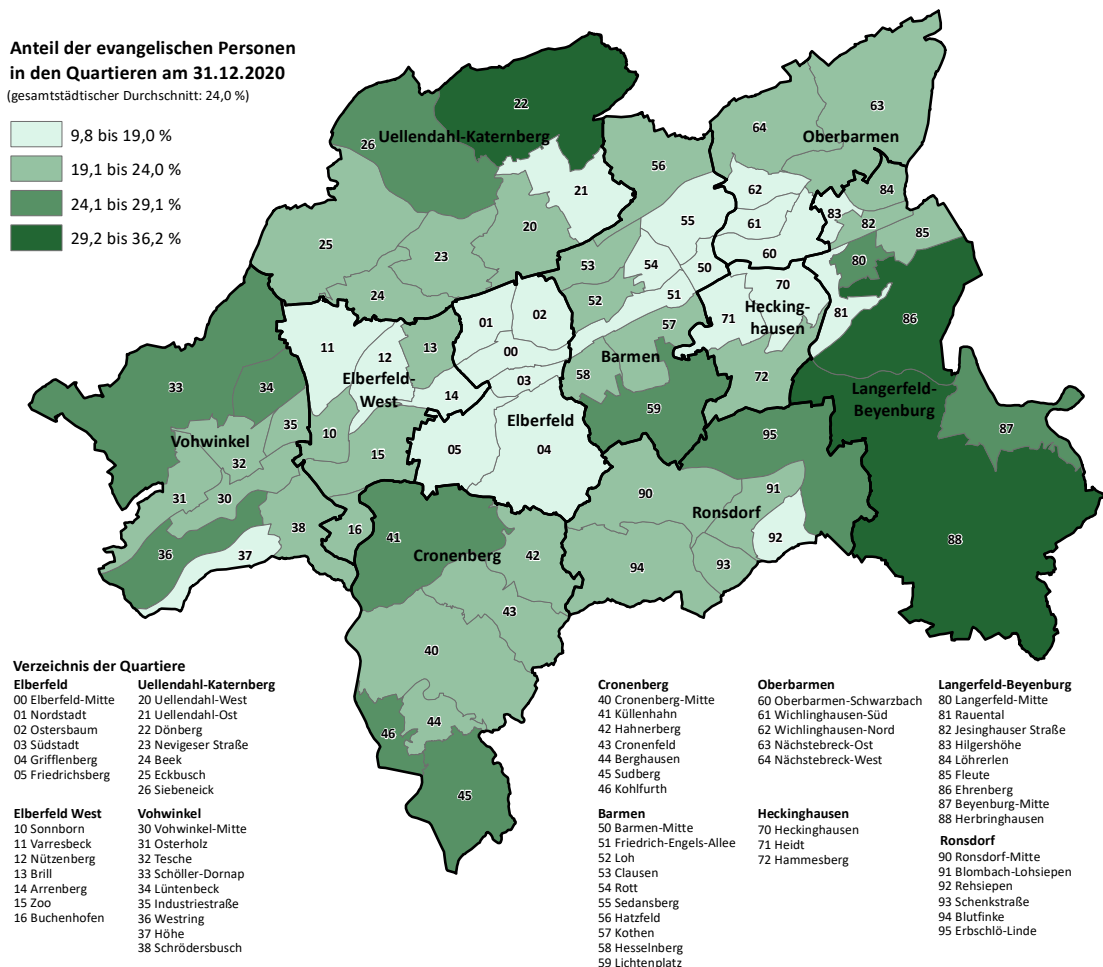 Anteil der evangelischen Personen
in den Quartieren am 31.12.2020
(gesamtstädtischer Durchschnitt: 24,0 %)
9,8 bis 19,0 %
19,1 bis 24,0 %
24,1 bis 29,1 %
29,2 bis 36,2 %
22
63
Uellendahl-Katernberg
26
64
Oberbarmen
56
21
62
84
83
55
61
82
20
85
25
23
60
80
53
54
50
70
24
52
51
Hecking-
hausen
02
01
71
81
86
57
11
13
12
00
Barmen
33
34
Elberfeld-
West
03
58
72
Langerfeld-
Beyenburg
14
59
35
Elberfeld
87
Vohwinkel
10
95
32
15
05
04
31
30
90
91
Ronsdorf
38
16
41
92
36
37
Cronenberg
42
88
94
93
43
40
44
46
45
Verzeichnis der Quartiere
Elberfeld
00 Elberfeld-Mitte
01 Nordstadt
02 Ostersbaum
03 Südstadt
04 Grifflenberg
05 Friedrichsberg
Uellendahl-Katernberg
20 Uellendahl-West
21 Uellendahl-Ost
22 Dönberg
23 Nevigeser Straße
24 Beek
25 Eckbusch
26 Siebeneick
Elberfeld West
10 Sonnborn
11 Varresbeck
12 Nützenberg
13 Brill
14 Arrenberg
15 Zoo
16 Buchenhofen
Vohwinkel
30 Vohwinkel-Mitte
31 Osterholz
32 Tesche
33 Schöller-Dornap
34 Lüntenbeck
35 Industriestraße
36 Westring
37 Höhe
38 Schrödersbusch
Cronenberg
40 Cronenberg-Mitte
41 Küllenhahn
42 Hahnerberg
43 Cronenfeld
44 Berghausen
45 Sudberg
46 Kohlfurth
Barmen
50 Barmen-Mitte
51 Friedrich-Engels-Allee
52 Loh
53 Clausen
54 Rott
55 Sedansberg
56 Hatzfeld
57 Kothen
58 Hesselnberg
59 Lichtenplatz
Oberbarmen
60 Oberbarmen-Schwarzbach
61 Wichlinghausen-Süd
62 Wichlinghausen-Nord
63 Nächstebreck-Ost
64 Nächstebreck-West
Heckinghausen
70 Heckinghausen
71 Heidt
72 Hammesberg
Langerfeld-Beyenburg
80 Langerfeld-Mitte
81 Rauental
82 Jesinghauser Straße
83 Hilgershöhe
84 Löhrerlen
85 Fleute
86 Ehrenberg
87 Beyenburg-Mitte
88 Herbringhausen
Ronsdorf
90 Ronsdorf-Mitte
91 Blombach-Lohsiepen
92 Rehsiepen
93 Schenkstraße
94 Blutfinke
95 Erbschlö-Linde